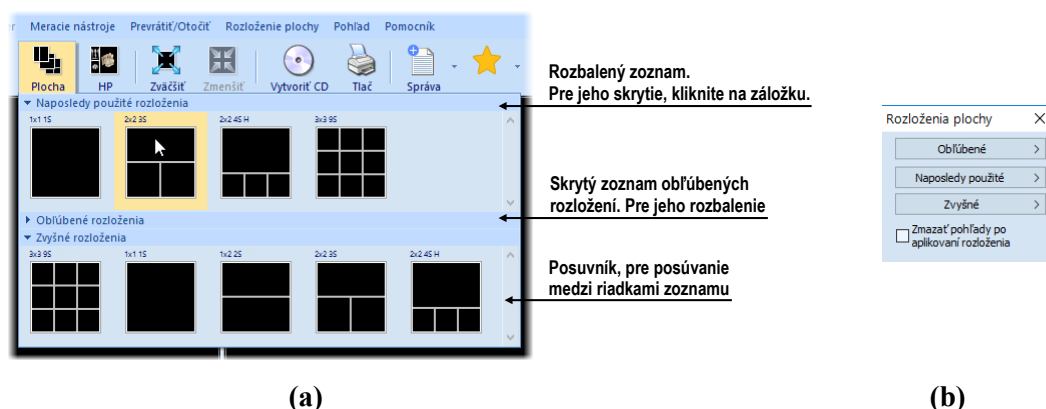 r Meracie nástroje Prevrátiť/Otočiť Rozloženie plochy Pohľad Pomocník
Plocha HP Zväčšiť Zmenšiť Vytvoriť CD Tlač Správa
Naposledy použité rozloženia
1x1 1S 2x2 3S 2x2 4S H 3x3 9S
Obľúbené rozloženia
Zvyšné rozloženia
3x3 9S 1x1 1S 1x2 2S 2x2 3S 2x2 4S H
Rozbalený zoznam.
Pre jeho skrytie, kliknite na záložku.
Skrytý zoznam obľúbených
rozložení. Pre jeho rozbalenie
Posuvník, pre posúvanie
medzi riadkami zoznamu
Rozloženia plochy
Obľúbené
Naposledy použité
Zvyšné
Zmazať pohľady po
aplikovaní rozloženia
(a) (b)